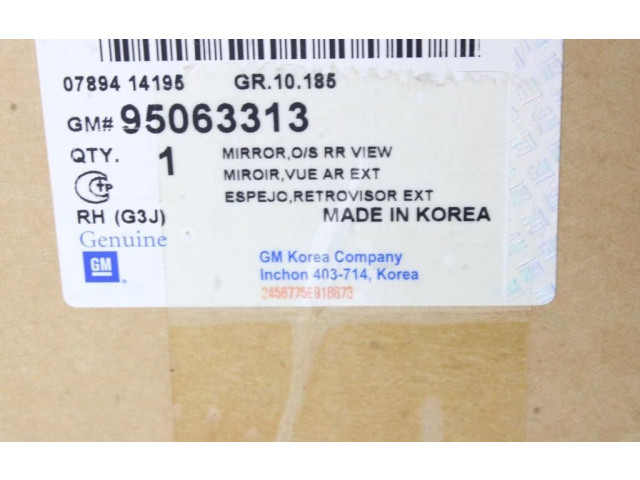 07894 14195 GR.10.185
GM# 95063313
QTY. 1 MIRROR,O/S RR VIEW
MIROIR,VUE AR EXT
ESPEJO,RETROVISOR EXT
RH (G3J) MADE IN KOREA
Genuine
GM
GM Korea Company
Inchon 403-714, Korea